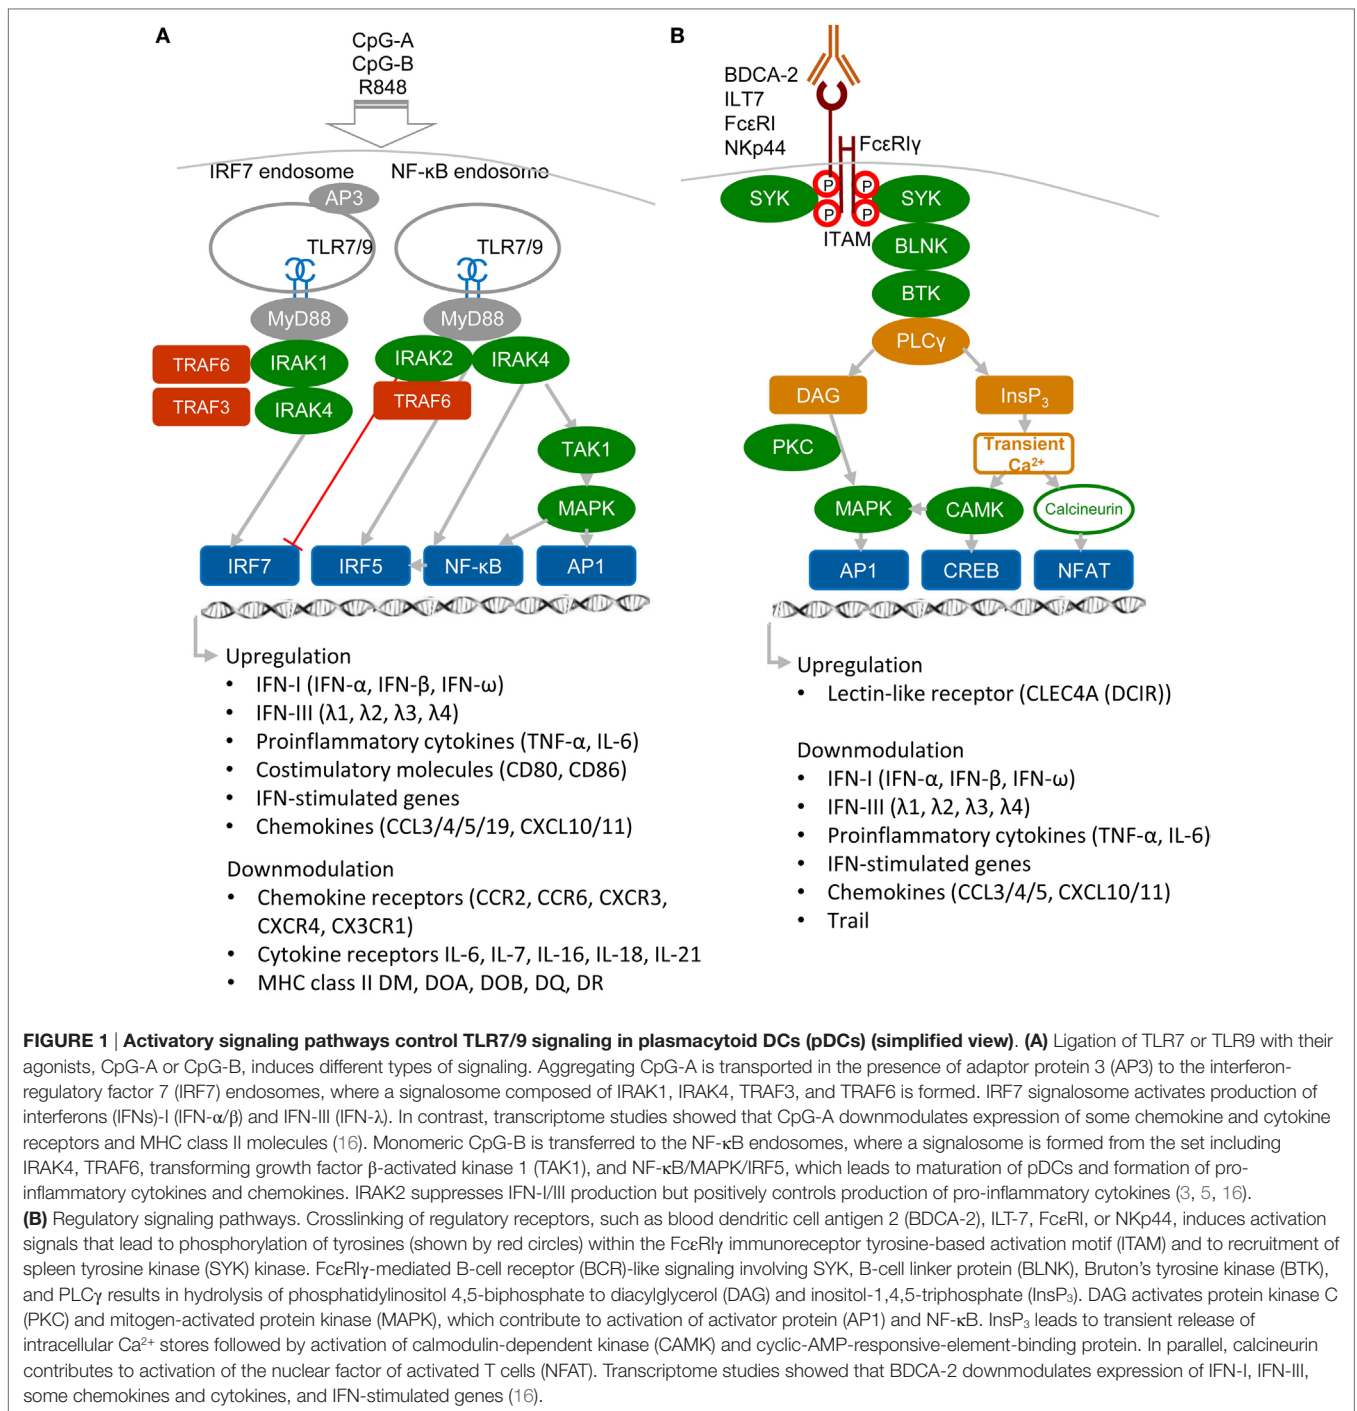 A
CpG-A
CpG-B
R848
IRF7 endosome
NF-κB endosome
AP3
TLR7/9
TLR7/9
MyD88
MyD88
TRAF6
IRAK1
IRAK2
IRAK4
TRAF3
IRAK4
TRAF6
TAK1
MAPK
IRF7
IRF5
NF-κB
AP1
Upregulation
• IFN-I (IFN-α, IFN-β, IFN-ω)
• IFN-III (λ1, λ2, λ3, λ4)
• Proinflammatory cytokines (TNF-α, IL-6)
• Costimulatory molecules (CD80, CD86)
• IFN-stimulated genes
• Chemokines (CCL3/4/5/19, CXCL10/11)
Downmodulation
• Chemokine receptors (CCR2, CCR6, CXCR3,
CXCR4, CX3CR1)
• Cytokine receptors IL-6, IL-7, IL-16, IL-18, IL-21
• MHC class II DM, DOA, DOB, DQ, DR
B
BDCA-2
ILT7
FcεRI
NKp44
FcεRIγ
SYK
P
P
SYK
P
P
ITAM
BLNK
BTK
PLCγ
DAG
InsP₃
PKC
Transient
Ca²⁺
MAPK
CAMK
Calcineurin
AP1
CREB
NFAT
Upregulation
• Lectin-like receptor (CLEC4A (DCIR))
Downmodulation
• IFN-I (IFN-α, IFN-β, IFN-ω)
• IFN-III (λ1, λ2, λ3, λ4)
• Proinflammatory cytokines (TNF-α, IL-6)
• IFN-stimulated genes
• Chemokines (CCL3/4/5, CXCL10/11)
• Trail
FIGURE 1 | Activatory signaling pathways control TLR7/9 signaling in plasmacytoid DCs (pDCs) (simplified view). (A) Ligation of TLR7 or TLR9 with their
agonists, CpG-A or CpG-B, induces different types of signaling. Aggregating CpG-A is transported in the presence of adaptor protein 3 (AP3) to the interferon-
regulatory factor 7 (IRF7) endosomes, where a signalosome composed of IRAK1, IRAK4, TRAF3, and TRAF6 is formed. IRF7 signalosome activates production of
interferons (IFNs)-I (IFN-α/β) and IFN-III (IFN-λ). In contrast, transcriptome studies showed that CpG-A downmodulates expression of some chemokine and cytokine
receptors and MHC class II molecules (16). Monomeric CpG-B is transferred to the NF-κB endosomes, where a signalosome is formed from the set including
IRAK4, TRAF6, transforming growth factor β-activated kinase 1 (TAK1), and NF-κB/MAPK/IRF5, which leads to maturation of pDCs and formation of pro-
inflammatory cytokines and chemokines. IRAK2 suppresses IFN-I/III production but positively controls production of pro-inflammatory cytokines (3, 5, 16).
(B) Regulatory signaling pathways. Crosslinking of regulatory receptors, such as blood dendritic cell antigen 2 (BDCA-2), ILT-7, FcεRI, or NKp44, induces activation
signals that lead to phosphorylation of tyrosines (shown by red circles) within the FcεRIγ immunoreceptor tyrosine-based activation motif (ITAM) and to recruitment of
spleen tyrosine kinase (SYK) kinase. FcεRIγ-mediated B-cell receptor (BCR)-like signaling involving SYK, B-cell linker protein (BLNK), Bruton's tyrosine kinase (BTK),
and PLCγ results in hydrolysis of phosphatidylinositol 4,5-biphosphate to diacylglycerol (DAG) and inositol-1,4,5-triphosphate (InsP₃). DAG activates protein kinase C
(PKC) and mitogen-activated protein kinase (MAPK), which contribute to activation of activator protein (AP1) and NF-κB. InsP₃ leads to transient release of
intracellular Ca²⁺ stores followed by activation of calmodulin-dependent kinase (CAMK) and cyclic-AMP-responsive-element-binding protein. In parallel, calcineurin
contributes to activation of the nuclear factor of activated T cells (NFAT). Transcriptome studies showed that BDCA-2 downmodulates expression of IFN-I, IFN-III,
some chemokines and cytokines, and IFN-stimulated genes (16).